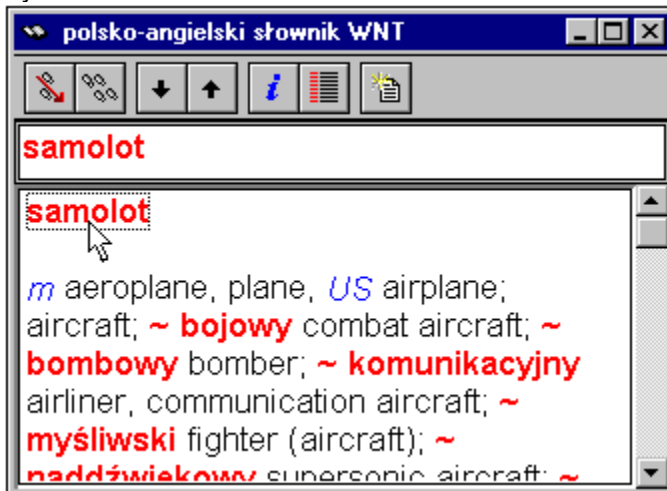 polsko-angielski słownik WNT
samolot
samolot
m aeroplane, plane, US airplane;
aircraft; ~ bojowy combat aircraft; ~
bombowy bomber; ~ komunikacyjny
airliner, communication aircraft; ~
myśliwski fighter (aircraft); ~
naddźwiękowy supersonic aircraft; ~